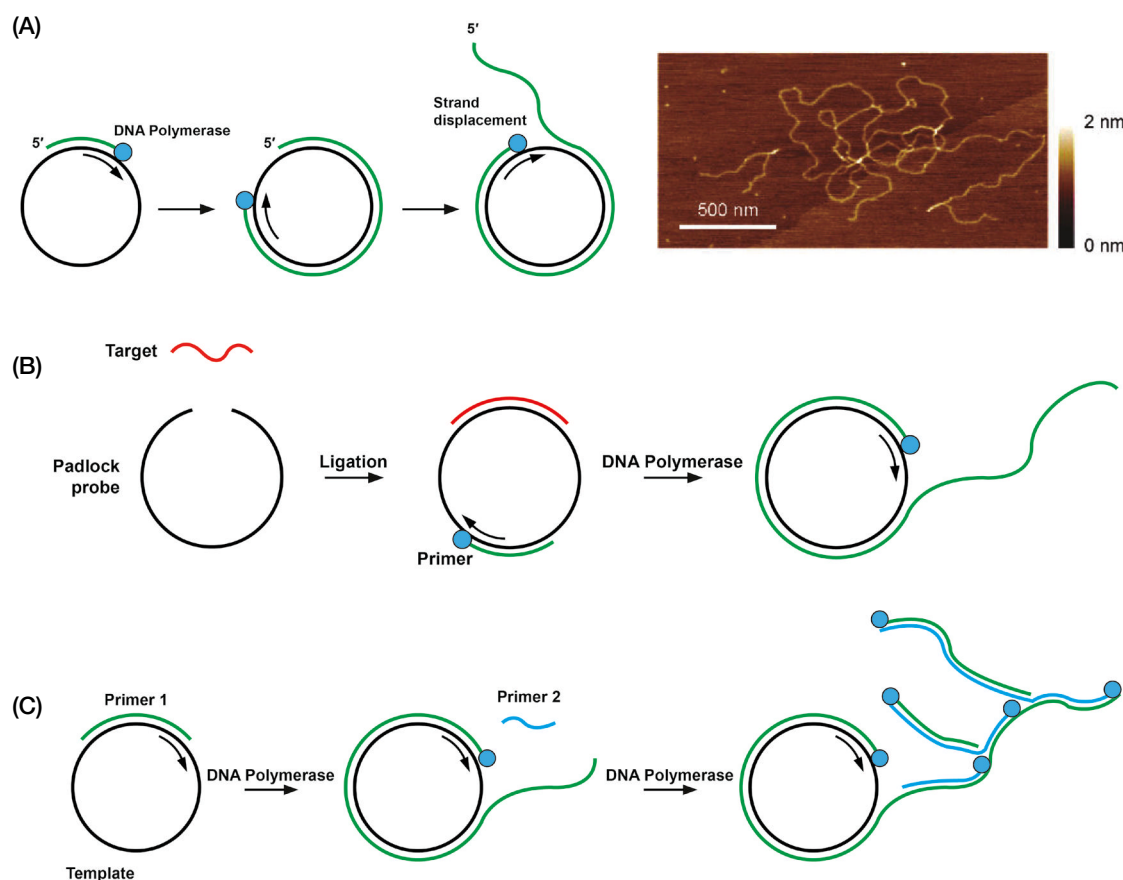 (A)
5′
DNA Polymerase
5′
5′
Strand
displacement
2 nm
500 nm
0 nm
(B)
Target
Padlock
probe
Ligation
Primer
DNA Polymerase
(C)
Primer 1
DNA Polymerase
Primer 2
DNA Polymerase
Template